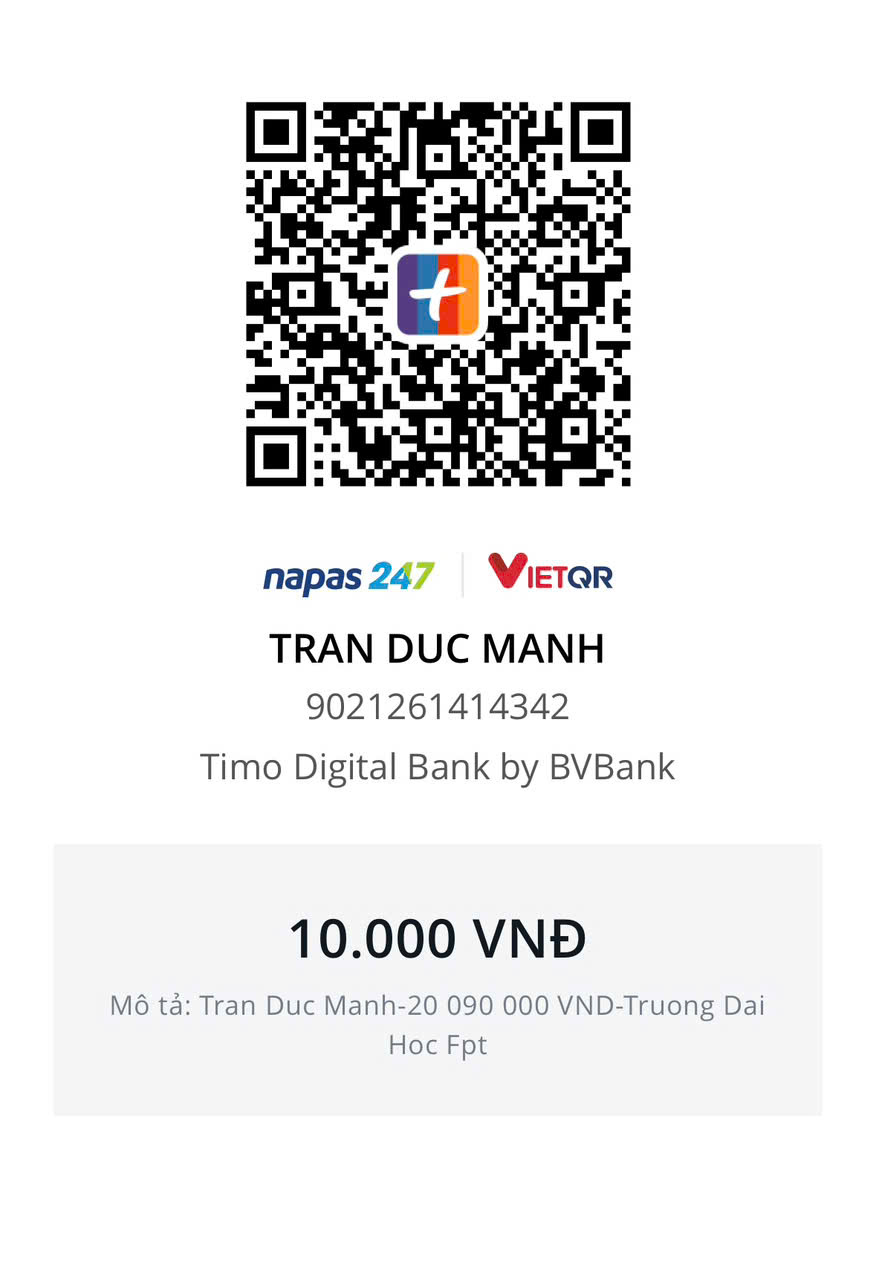 napas 247 | VIETQR
TRAN DUC MANH
9021261414342
Timo Digital Bank by BVBank
10.000 VNĐ
Mô tả: Tran Duc Manh-20 090 000 VND-Truong Dai
Hoc Fpt